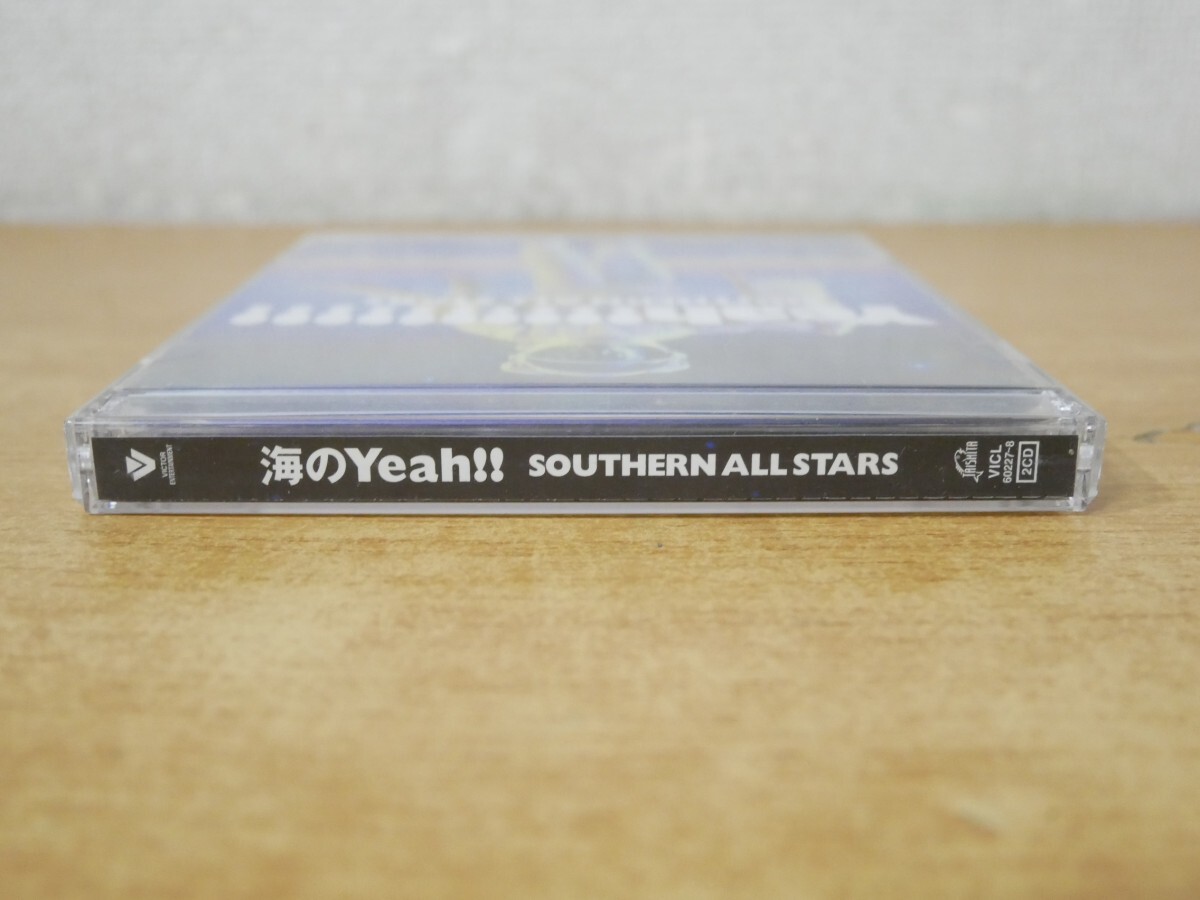 VICTOR
ENTERTAINMENT
海のYeah!!
SOUTHERN ALL STARS
TAISHITA
VICL
60227~8
2CD